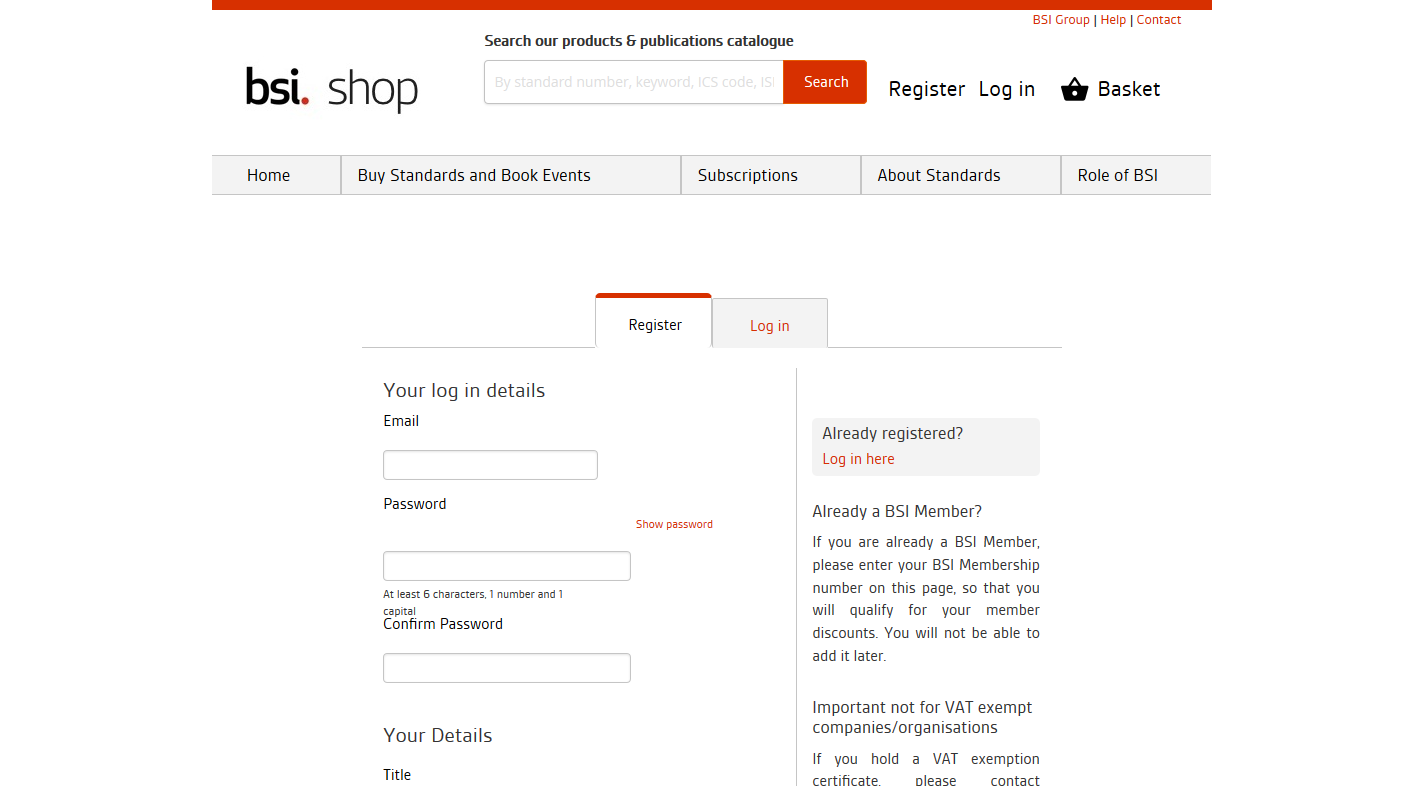 BSI Group | Help | Contact
Search our products & publications catalogue
bsi. shop
By standard number, keyword, ICS code, ISI
Search
Register Log in Basket
Home
Buy Standards and Book Events
Subscriptions
About Standards
Role of BSI
Register
Log in
Your log in details
Email
Password
Show password
At least 6 characters, 1 number and 1
capital
Confirm Password
Your Details
Title
Already registered?
Log in here
Already a BSI Member?
If you are already a BSI Member,
please enter your BSI Membership
number on this page, so that you
will qualify for your member
discounts. You will not be able to
add it later.
Important not for VAT exempt
companies/organisations
If you hold a VAT exemption
certificate, please contact